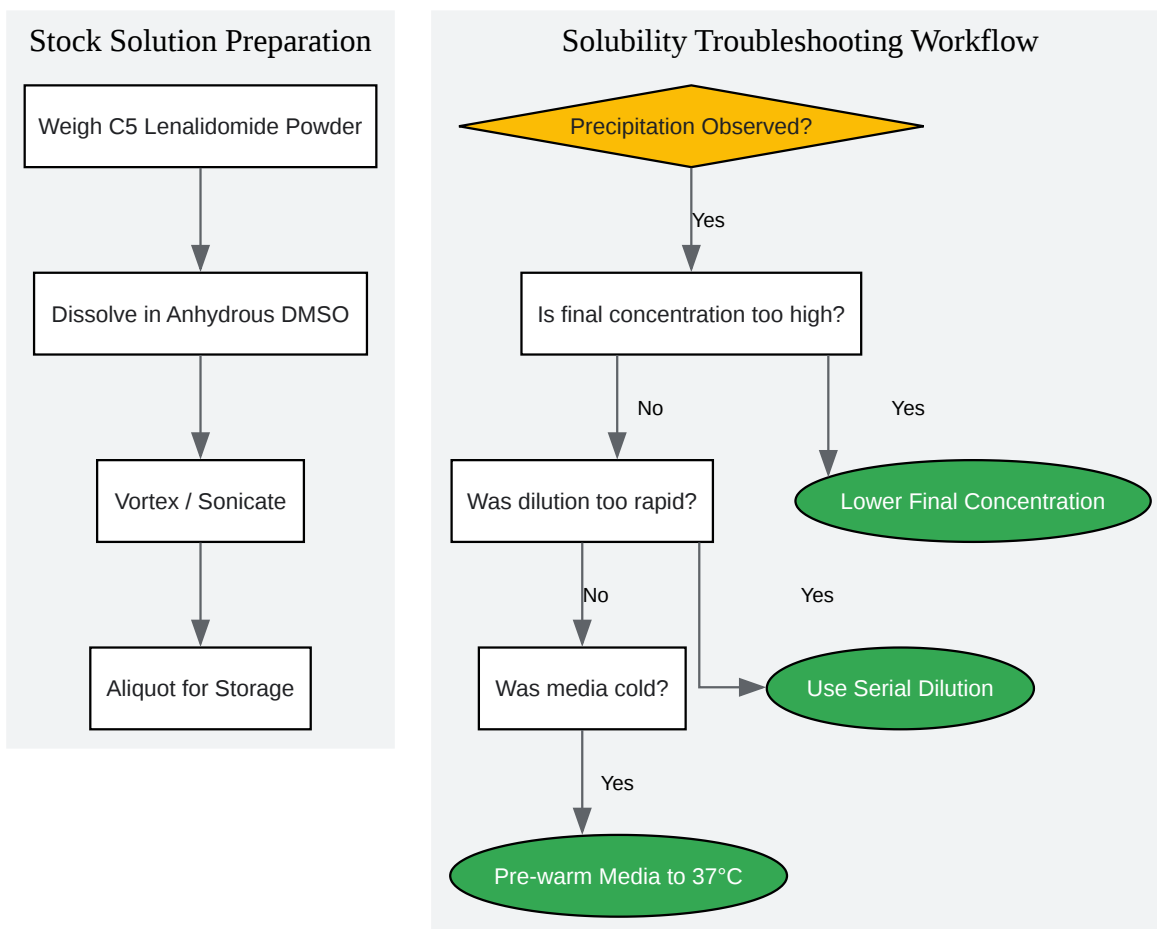 Stock Solution Preparation
Weigh C5 Lenalidomide Powder
Dissolve in Anhydrous DMSO
Vortex / Sonicate
Aliquot for Storage
Solubility Troubleshooting Workflow
Precipitation Observed?
Yes
Is final concentration too high?
No
Yes
Was dilution too rapid?
Lower Final Concentration
No
Yes
Was media cold?
Use Serial Dilution
Yes
Pre-warm Media to 37°C